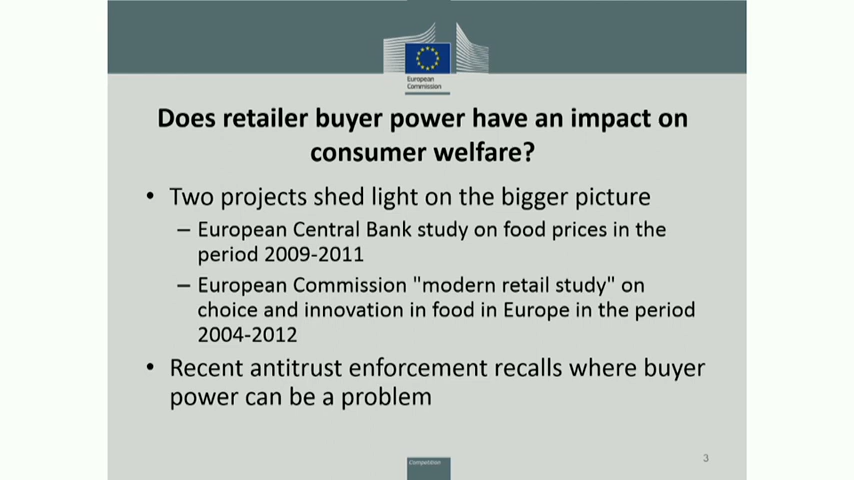 European
Commission
Does retailer buyer power have an impact on
consumer welfare?
• Two projects shed light on the bigger picture
– European Central Bank study on food prices in the
period 2009-2011
– European Commission "modern retail study" on
choice and innovation in food in Europe in the period
2004-2012
• Recent antitrust enforcement recalls where buyer
power can be a problem
3
Competition